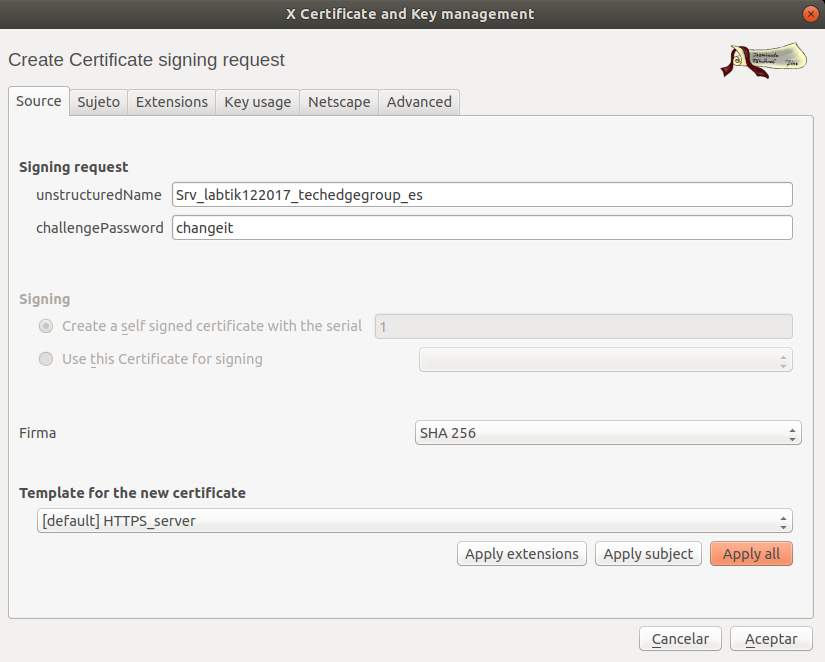 X Certificate and Key management
Create Certificate signing request
Source Sujeto Extensions Key usage Netscape Advanced
Signing request
unstructuredName Srv_labtik122017_techedgegroup_es
challengePassword changeit
Signing
Create a self signed certificate with the serial 1
Use this Certificate for signing
Firma SHA 256
Template for the new certificate
[default] HTTPS_server
Apply extensions Apply subject Apply all
Cancelar Aceptar